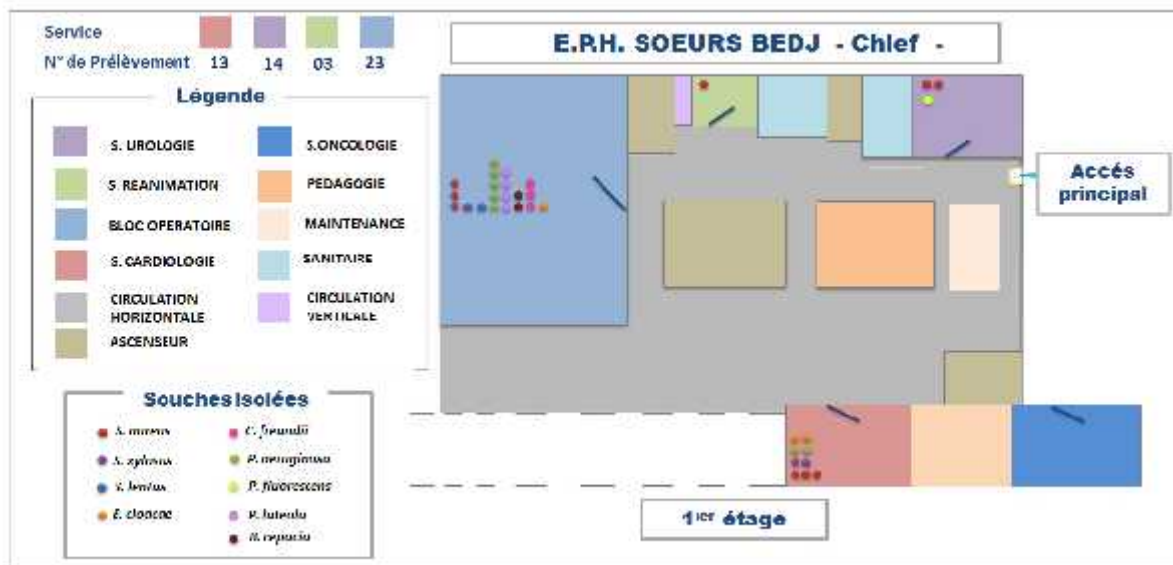 Service
N° de Prélèvement 13 14 03 23
E.P.H. SOEURS BEDJ - Chlef -
Légende
S. UROLOGIE
S.ONCOLOGIE
S. REANIMATION
PEDAGOGIE
BLOC OPERATOIRE
MAINTENANCE
S. CARDIOLOGIE
SANITAIRE
CIRCULATION
HORIZONTALE
CIRCULATION
VERTICALE
ASCENSEUR
Accés
principal
Souches Isolées
S. aureus
C. freundii
S. xylosus
P. aeruginosa
S. lentus
P. fluorescens
E. cloacae
P. luteola
B. cepacia
1ier étage